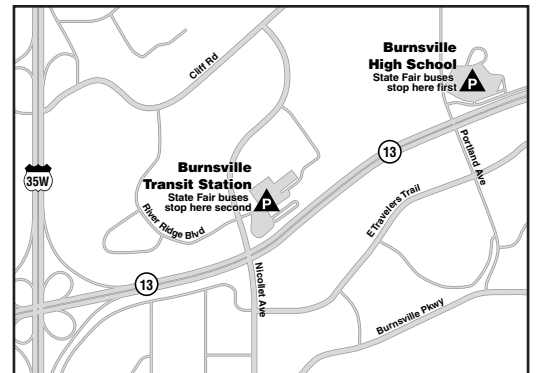 Burnsville
High School
State Fair buses
stop here first
P
Cliff Rd
13
Portland Ave
35W
Burnsville
Transit Station
State Fair buses
stop here second
P
E Travelers Trail
River Ridge Blvd
Nicollet Ave
13
Burnsville Pkwy